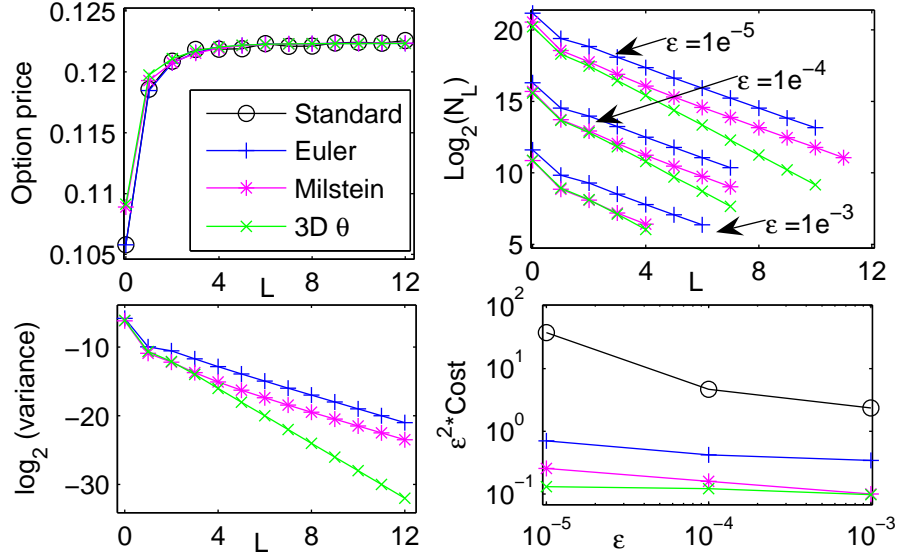 0.12
0.115
0.11
0.105
Option price
Standard
Euler
Milstein
3D θ
0 4 8 12
L
20
15
10
5
Log2(NL)
ε =1e-5
ε =1e-4
ε =1e-3
0 4 8 12
L
−10
−20
−30
log2 (variance)
0 4 8 12
L
10^2
10^1
10^0
10^-1
ε^2*Cost
10^-5 10^-4 10^-3
ε